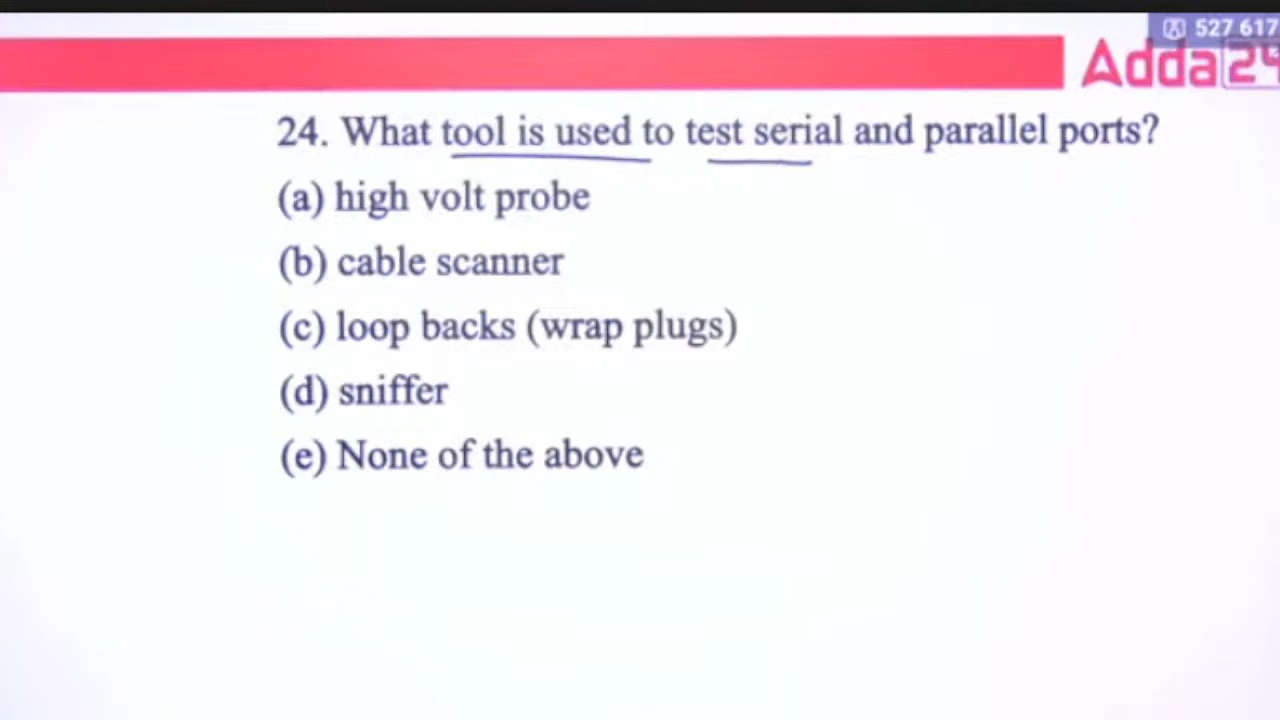 527 617
Adda24
24. What tool is used to test serial and parallel ports?
(a) high volt probe
(b) cable scanner
(c) loop backs (wrap plugs)
(d) sniffer
(e) None of the above